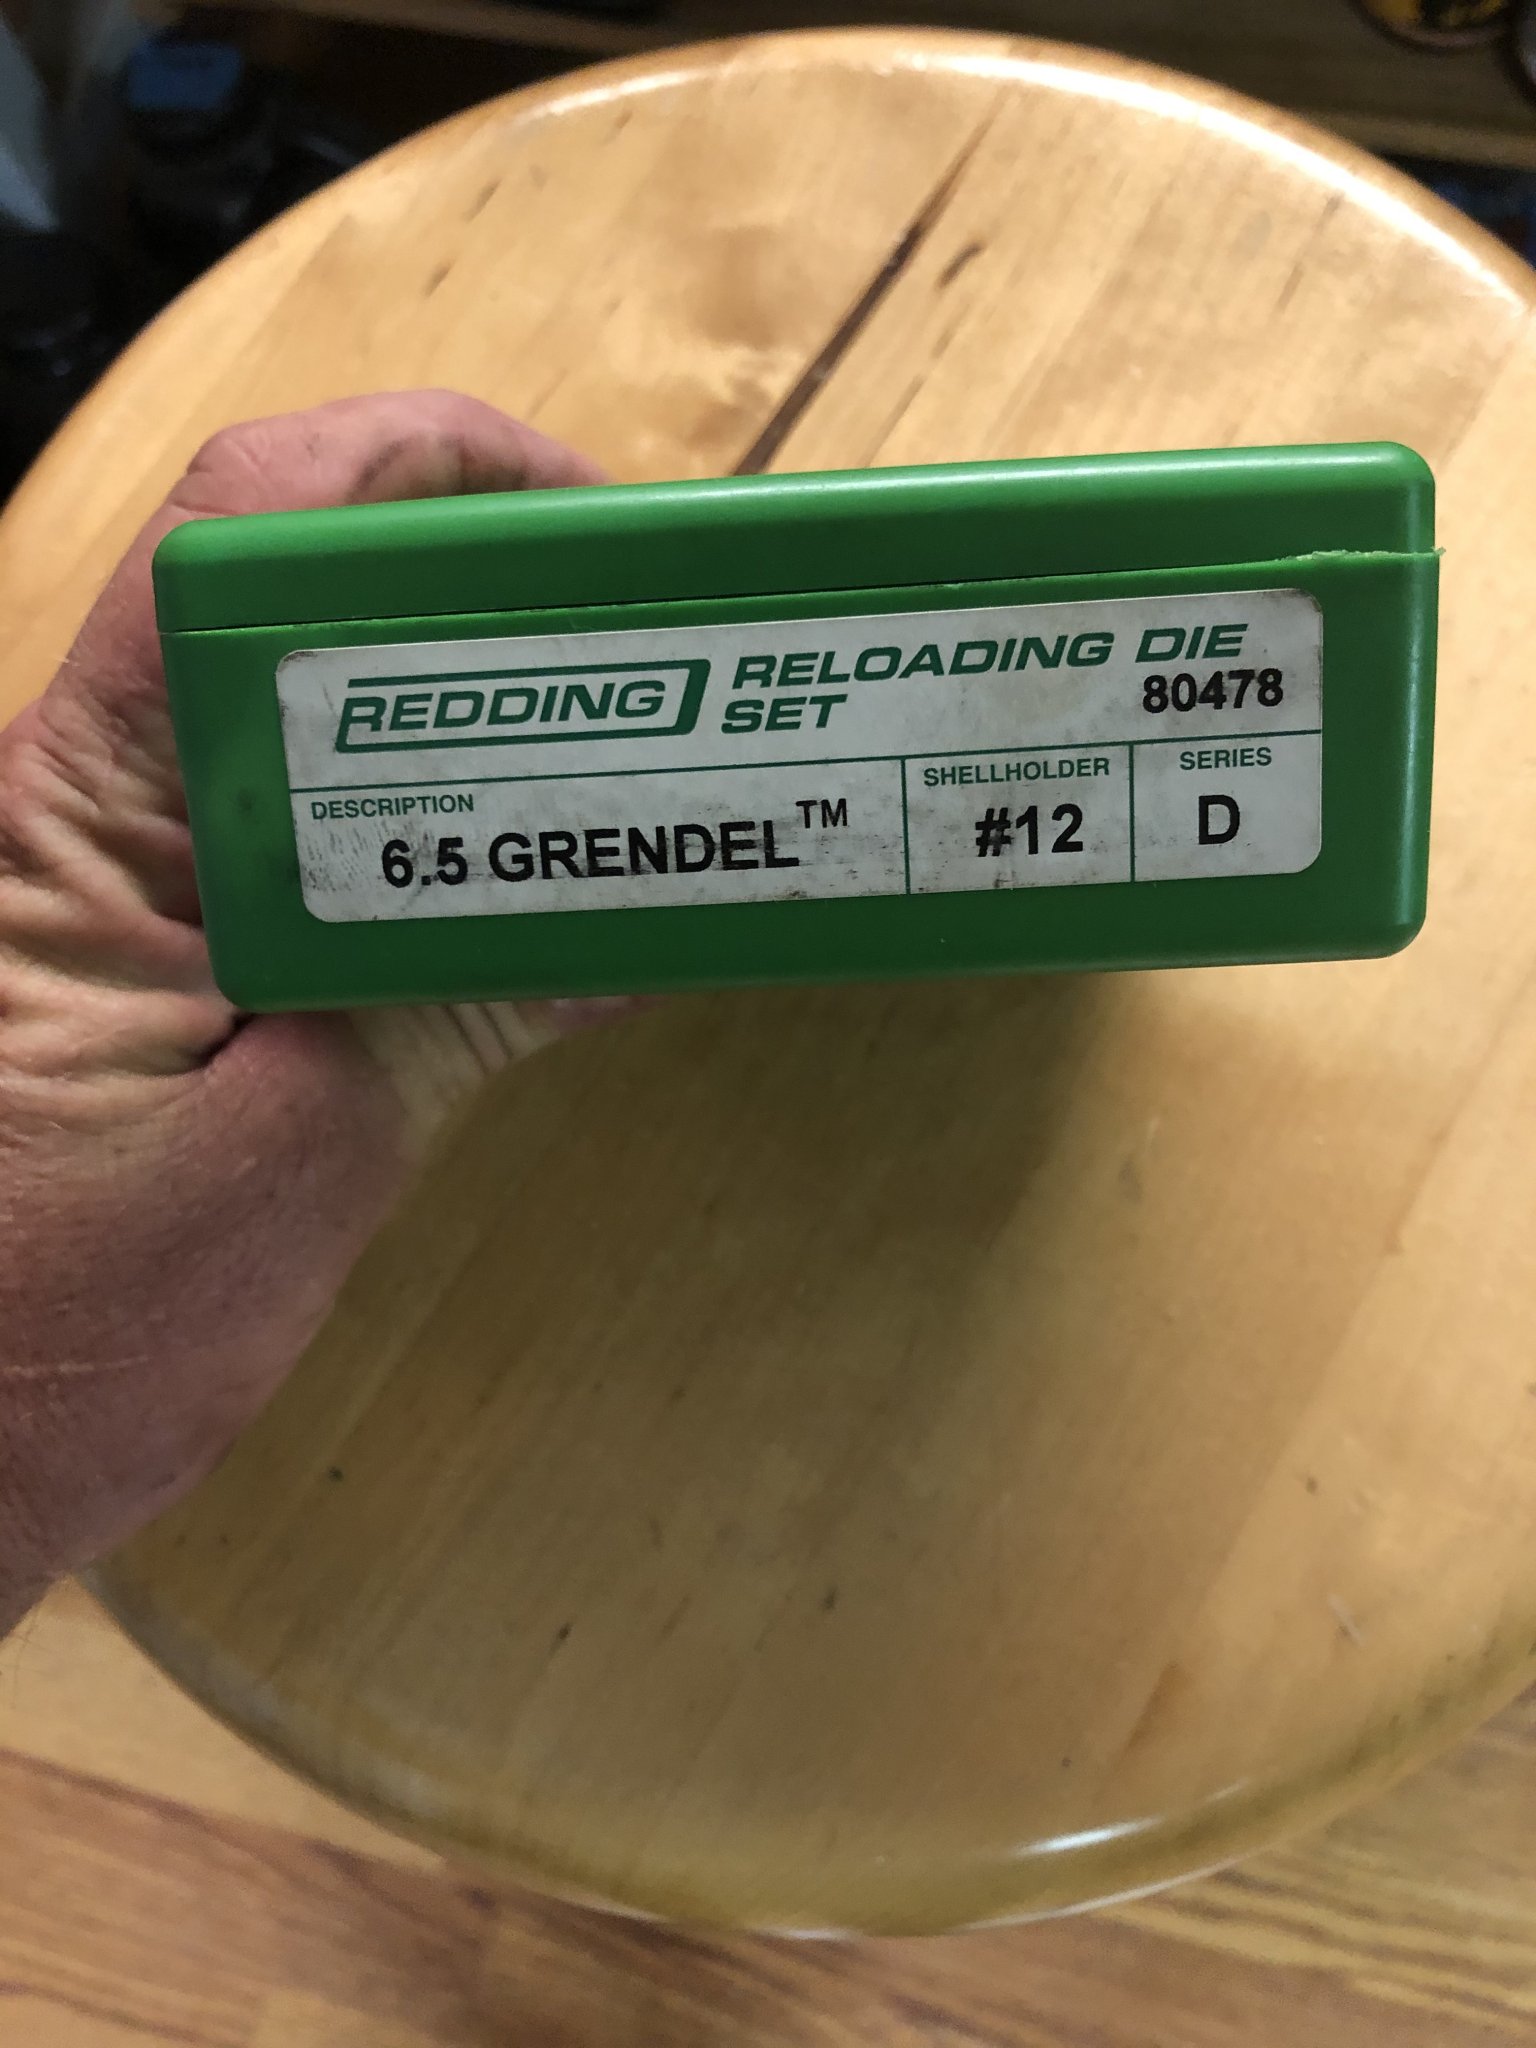 REDDING RELOADING DIE
SET 80478
DESCRIPTION SHELLHOLDER SERIES
6.5 GRENDEL™ #12 D